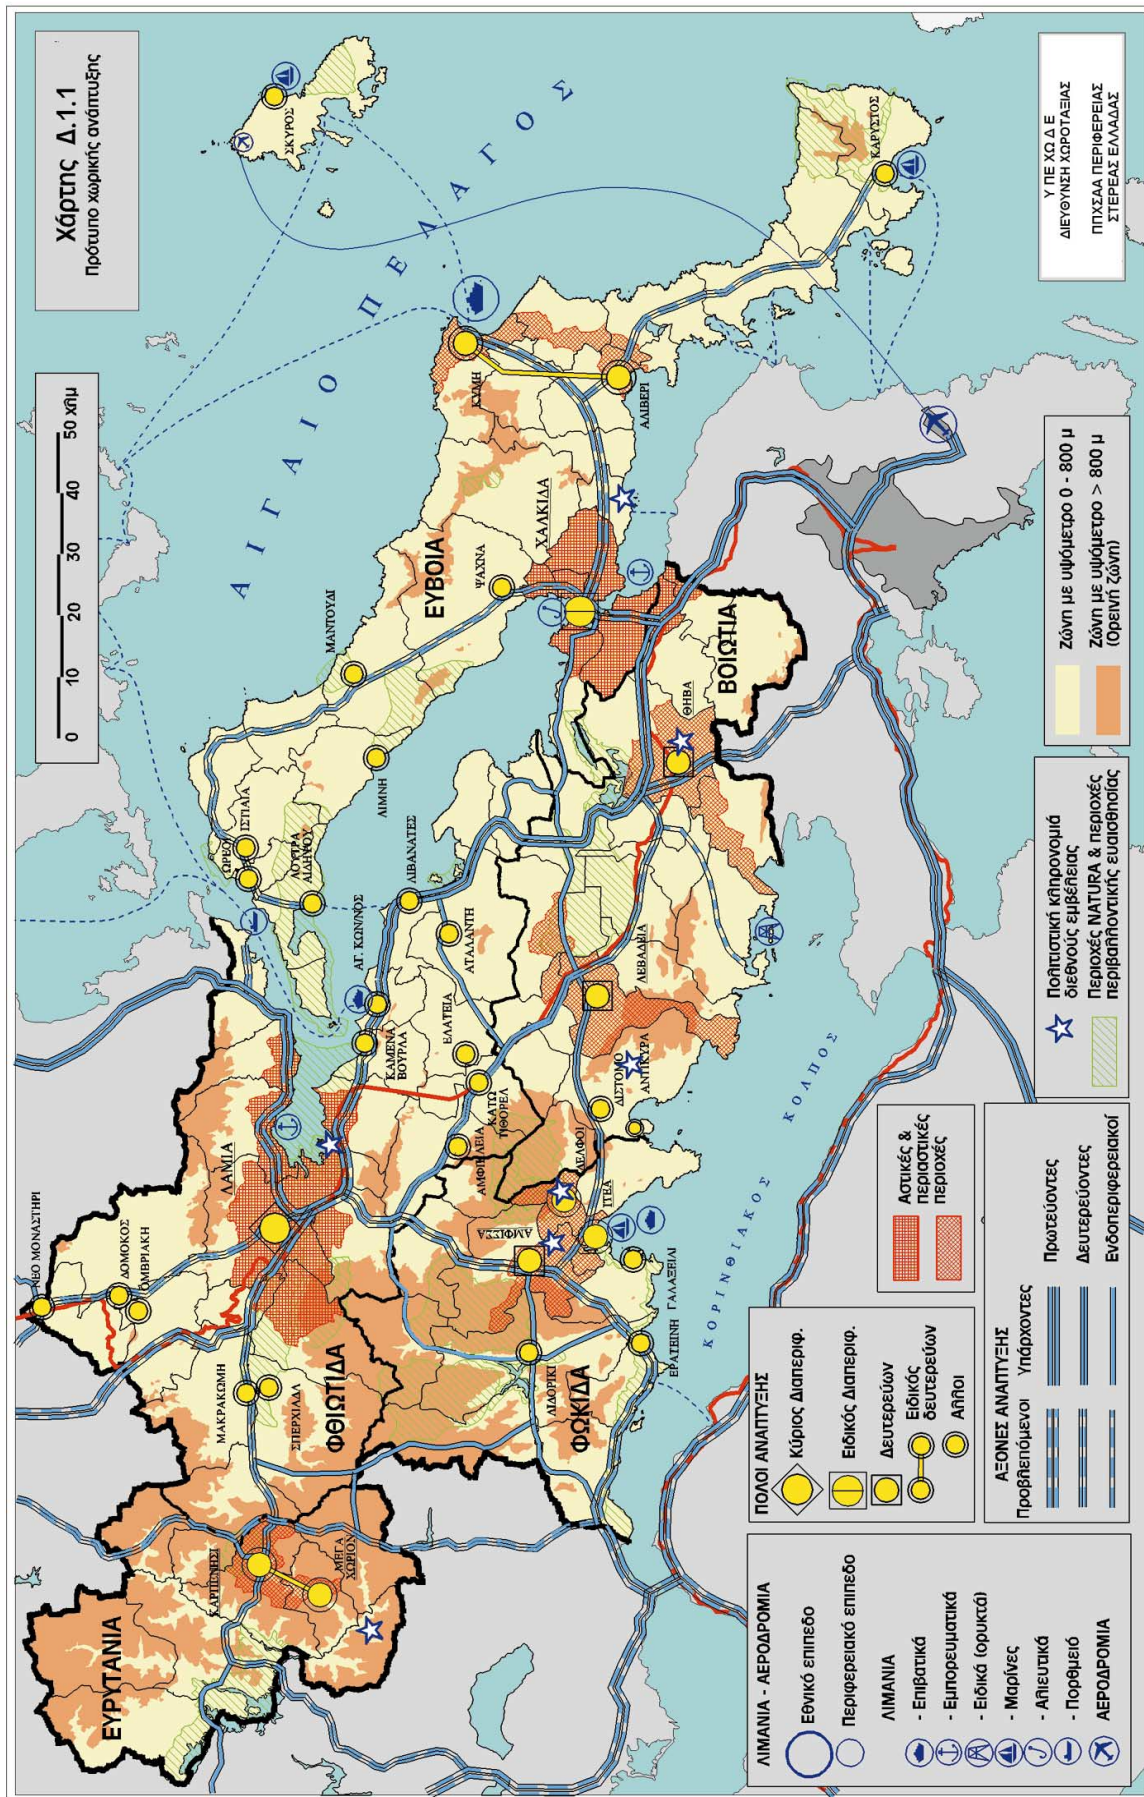 Χάρτης Δ.1.1
Πρότυπο χωρικής ανάπτυξης
0 10 20 30 40 50 χλμ
Υ ΠΕ ΧΩ Δ Ε
ΔΙΕΥΘΥΝΣΗ ΧΩΡΟΤΑΞΙΑΣ
ΠΠΧΣΑΑ ΠΕΡΙΦΕΡΕΙΑΣ
ΣΤΕΡΕΑΣ ΕΛΛΑΔΑΣ
ΑΙΓΑΙΟ ΠΕΛΑΓΟΣ
ΣΚΥΡΟΣ
ΚΑΡΥΣΤΟΣ
ΚΥΜΗ
ΑΛΙΒΕΡΙ
ΕΥΒΟΙΑ
ΧΑΛΚΙΔΑ
ΨΑΧΝΑ
ΜΑΝΤΟΥΔΙ
ΛΙΜΝΗ
ΙΣΤΙΑΙΑ
ΩΡΕΟΙ
ΛΟΥΤΡΑ
ΑΙΔΗΨΟΥ
ΒΟΙΩΤΙΑ
ΘΗΒΑ
ΛΕΒΑΔΕΙΑ
ΔΙΣΤΟΜΟ
ΑΝΤΙΚΥΡΑ
ΛΙΒΑΝΑΤΕΣ
ΑΤΑΛΑΝΤΗ
ΑΓ. ΚΩΝ/ΝΟΣ
ΚΑΜΕΝΑ
ΒΟΥΡΛΑ
ΕΛΑΤΕΙΑ
ΚΑΤΩ
ΤΙΘΟΡΕΑ
ΑΜΦΙΚΛΕΙΑ
ΔΕΛΦΟΙ
ΙΤΕΑ
ΑΜΦΙΣΣΑ
ΓΑΛΑΞΕΙΔΙ
ΕΡΑΤΕΙΝΗ
ΛΙΔΟΡΙΚΙ
ΦΩΚΙΔΑ
ΦΘΙΩΤΙΔΑ
ΛΑΜΙΑ
ΝΕΟ ΜΟΝΑΣΤΗΡΙ
ΔΟΜΟΚΟΣ
ΟΜΒΡΙΑΚΗ
ΜΑΚΡΑΚΩΜΗ
ΣΠΕΡΧΙΑΔΑ
ΕΥΡΥΤΑΝΙΑ
ΚΑΡΠΕΝΗΣΙ
ΜΕΓΑ
ΧΩΡΙΟΝ
ΚΟΡΙΝΘΙΑΚΟΣ ΚΟΛΠΟΣ
ΛΙΜΑΝΙΑ - ΑΕΡΟΔΡΟΜΙΑ
Εθνικό επίπεδο
Περιφερειακό επίπεδο
ΛΙΜΑΝΙΑ
- Επιβατικά
- Εμπορευματικά
- Ειδικά (ορυκτά)
- Μαρίνες
- Αλιευτικά
- Πορθμείο
ΑΕΡΟΔΡΟΜΙΑ
ΠΟΛΟΙ ΑΝΑΠΤΥΞΗΣ
Κύριος Διαπεριφ.
Ειδικός Διαπεριφ.
Δευτερεύων
Ειδικός
δευτερεύων
Άλλοι
ΑΞΟΝΕΣ ΑΝΑΠΤΥΞΗΣ
Προβλεπόμενοι Υπάρχοντες
Πρωτεύοντες
Δευτερεύοντες
Ενδοπεριφερειακοί
Αστικές &
περιαστικές
περιοχές
Πολιτιστική κληρονομιά
διεθνούς εμβέλειας
Περιοχές NATURA & περιοχές
περιβαλλοντικής ευαισθησίας
Ζώνη με υψόμετρο 0 - 800 μ
Ζώνη με υψόμετρο > 800 μ
(Ορεινή ζώνη)